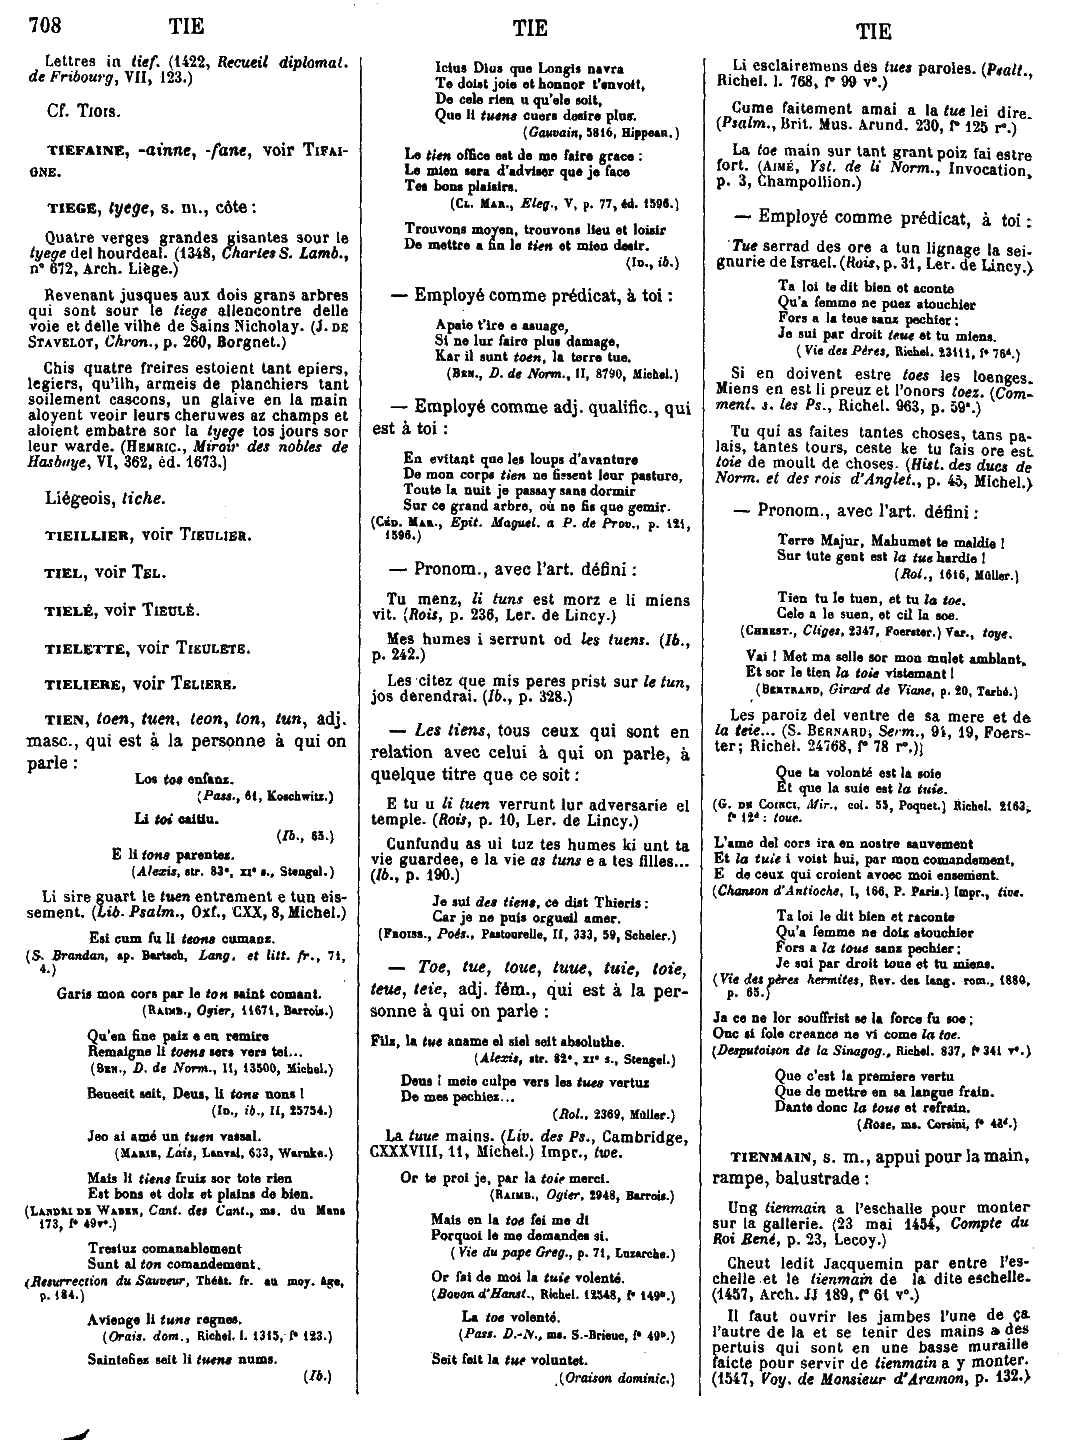 708 TIE TIE TIE
Lettres in tief. (1422, Recueil diplomat.
de Fribourg, VII, 123.)
Cf. Tiois.
TIEFAINE, -ainne, -fane, voir Tifai-
gne.
TIEGE, tyege, s. m., côte :
Quatre verges grandes gisantes sour le
tyege del hourdeal. (1348, Chartes S. Lamb.,
n° 672, Arch. Liège.)
Revenant jusques aux dois grans arbres
qui sont sour le tiege allencontre delle
voie et delle vilhe de Sains Nicholay. (J. de
Stavelot, Chron., p. 260, Borgnet.)
Chis quatre freires estoient tant epiers,
legiers, qu'ilh, armeis de planchiers tant
soilement cascons, un glaive en la main
aloyent veoir leurs cheruwes az champs et
aloient embatre sor la tyege tos jours sor
leur warde. (Hemric., Miroir des nobles de
Hasbaye, VI, 362, éd. 1673.)
Liégeois, tiche.
TIEILLIER, voir Tieulier.
TIEL, voir Tel.
TIELÉ, voir Tieulé.
TIELETTE, voir Tieulete.
TIELIERE, voir Teliere.
TIEN, toen, tuen, teon, ton, tun, adj.
masc., qui est à la personne à qui on
parle :
Los tos enfanz.
(Pass., 61, Koschwitz.)
Li toi caitiu.
(Ib., 65.)
E li tons parentez.
(Alexis, str. 83e, XIe s., Stengel.)
Li sire guart le tuen entrement e tun eis-
sement. (Lib. Psalm., Oxf., CXX, 8, Michel.)
Esi cum fu li teons cumanz.
(S. Brandan, ap. Bartsch, Lang. et litt. fr., 71,
4.)
Garis mon cors par le ton saint comant.
(Raimb., Ogier, 11671, Barrois.)
Qu'en fine paiz e en remire
Remaigne li toens sers vers tei...
(Ben., D. de Norm., II, 13500, Michel.)
Beneeit seit, Deus, li tons nons !
(Id., ib., II, 25754.)
Jeo ai amé un tuen vassal.
(Marie, Lais, Lanval, 633, Warnke.)
Mais li tiens fruiz sor tote rien
Est bons et dolz et plains de bien.
(Landri de Waben, Cant. des Cant., ms. du Mans
173, f° 49v°.)
Trestuz comanablement
Sunt al ton comandement.
(Resurrection du Sauveur, Théât. fr. au moy. âge,
p. 184.)
Avienge li tuns regnes.
(Orais. dom., Richel. l. 1315, f° 123.)
Saintefiez seit li tuens nums.
(Ib.)
Icius Dius que Longis navra
Te doist joie et honnor t'envoit,
De cele rien u qu'ele soit,
Que li tuens cuers desire plus.
(Gauvain, 5816, Hippeau.)
Le tien office est de me faire grace :
Le mien sera d'adviser que je face
Tes bons plaisirs.
(Cl. Mar., Eleg., V, p. 77, éd. 1596.)
Trouvons moyen, trouvons lieu et loisir
De mettre a fin le tien et mien desir.
(Id., ib.)
— Employé comme prédicat, à toi :
Apaie t'ire e asuage,
Si ne lur faire plus damage,
Kar il sunt toen, la terre tue.
(Ben., D. de Norm., II, 8790, Michel.)
— Employé comme adj. qualific., qui
est à toi :
En evitant que les loups d'avanture
De mon corps tien ne fissent leur pasture,
Toute la nuit je passay sans dormir
Sur ce grand arbre, où ne fis que gemir.
(Céd. Mar., Epit. Maguel. a P. de Prov., p. 121,
1596.)
— Pronom., avec l'art. défini :
Tu menz, li tuns est morz e li miens
vit. (Rois, p. 236, Ler. de Lincy.)
Mes humes i serrunt od les tuens. (Ib.,
p. 242.)
Les citez que mis peres prist sur le tun,
jos derendrai. (Ib., p. 328.)
— Les tiens, tous ceux qui sont en
relation avec celui à qui on parle, à
quelque titre que ce soit :
E tu u li tuen verrunt lur adversarie el
temple. (Rois, p. 10, Ler. de Lincy.)
Cunfundu as ui tuz tes humes ki unt ta
vie guardee, e la vie as tuns e a tes filles...
(Ib., p. 190.)
Je sui des tiens, ce dist Thieris :
Car je ne puis orgueil amer.
(Froiss., Poés., Pastourelle, II, 333, 59, Scheler.)
— Toe, tue, toue, tuue, tuie, toie,
teue, teie, adj. fém., qui est à la per-
sonne à qui on parle :
Filz, la tue aname el siel seit absoluthe.
(Alexis, str. 82e, XIe s., Stengel.)
Deus ! meie culpe vers les tues vertuz
De mes pechiez...
(Rol., 2369, Müller.)
La tuue mains. (Liv. des Ps., Cambridge,
CXXXVIII, 11, Michel.) Impr., twe.
Or te proi je, par la toie merci.
(Raimb., Ogier, 2948, Barrois.)
Mais en la toe fei me di
Porquoi le me demandes si.
(Vie du pape Greg., p. 71, Luzarche.)
Or fai de moi la tuie volenté.
(Bovon d'Hanst., Richel. 12548, f° 149b.)
La toe volenté.
(Pass. D.-N., ms. S.-Brieuc, f° 49b.)
Seit fait la tue voluntet.
(Oraison dominic.)
Li esclairemens des tues paroles. (Psalt.,
Richel. l. 768, f° 99 v°.)
Cume faitement amai a la tue lei dire.
(Psalm., Brit. Mus. Arund. 230, f° 125 r°.)
La toe main sur tant grant poiz fai estre
fort. (Aimé, Yst. de li Norm., Invocation,
p. 3, Champollion.)
— Employé comme prédicat, à toi :
Tue serrad des ore a tun lignage la sei-
gnurie de Israel. (Rois, p. 31, Ler. de Lincy.)
Ta loi te dit bien et aconte
Qu'a femme ne puez atouchier
Fors a la teue sanz pechier :
Je sui par droit teue et tu miens.
(Vie des Pères, Richel. 23111, f° 76d.)
Si en doivent estre toes les loenges.
Miens en est li preuz et l'onors toez. (Com-
ment. s. les Ps., Richel. 963, p. 59a.)
Tu qui as faites tantes choses, tans pa-
lais, tantes tours, ceste ke tu fais ore est
toie de moult de choses. (Hist. des ducs de
Norm. et des rois d'Anglet., p. 45, Michel.)
— Pronom., avec l'art. défini :
Terre Majur, Mahumet te maldie !
Sur tute gent est la tue hardie !
(Rol., 1616, Müller.)
Tien tu le tuen, et tu la toe.
Cele a le suen, et cil la soe.
(Chrest., Cliges, 2347, Foerster.) Var., toye.
Vai ! Met ma selle sor mon mulet amblant,
Et sor le tien la toie vistemant !
(Bertrand, Girard de Viane, p. 20, Tarbé.)
Les paroiz del ventre de sa mere et de
la teie... (S. Bernard, Serm., 91, 19, Foers-
ter; Richel. 24768, f° 78 r°.)
Que ta volonté est la soie
Et que la suie est la tuie.
(G. de Coinci, Mir., col. 55, Poquet.) Richel. 2163,
f° 12d : toue.
L'ame del cors ira en nostre sauvement
Et la tuie i voist hui, par mon comandement,
E de ceux qui croient avoec moi ensement.
(Chanson d'Antioche, I, 166, P. Paris.) Impr., tive.
Ta loi le dit bien et raconte
Qu'a femme ne doiz atouchier
Fors a la toue sanz pechier ;
Je sui par droit toue et tu miens.
(Vie des pères hermites, Rev. des lang. rom., 1880,
p. 65.)
Ja ce ne lor souffrist se la force fu soe ;
Onc si fole creance ne vi come la toe.
(Desputoison de la Sinagog., Richel. 837, f° 341 v°.)
Que c'est la premiere vertu
Que de mettre en sa langue frain.
Dante donc la toue et refrain.
(Rose, ms. Corsini, f° 48d.)
TIENMAIN, s. m., appui pour la main,
rampe, balustrade :
Ung tienmain a l'eschalle pour monter
sur la gallerie. (23 mai 1454, Compte du
Roi René, p. 23, Lecoy.)
Cheut ledit Jacquemin par entre l'es-
chelle et le tienmain de la dite eschelle.
(1457, Arch. JJ 189, f° 61 v°.)
Il faut ouvrir les jambes l'une de ça
l'autre de la et se tenir des mains a des
pertuis qui sont en une basse muraille
faicte pour servir de tienmain a y monter.
(1547, Voy. de Monsieur d'Aramon, p. 132.)